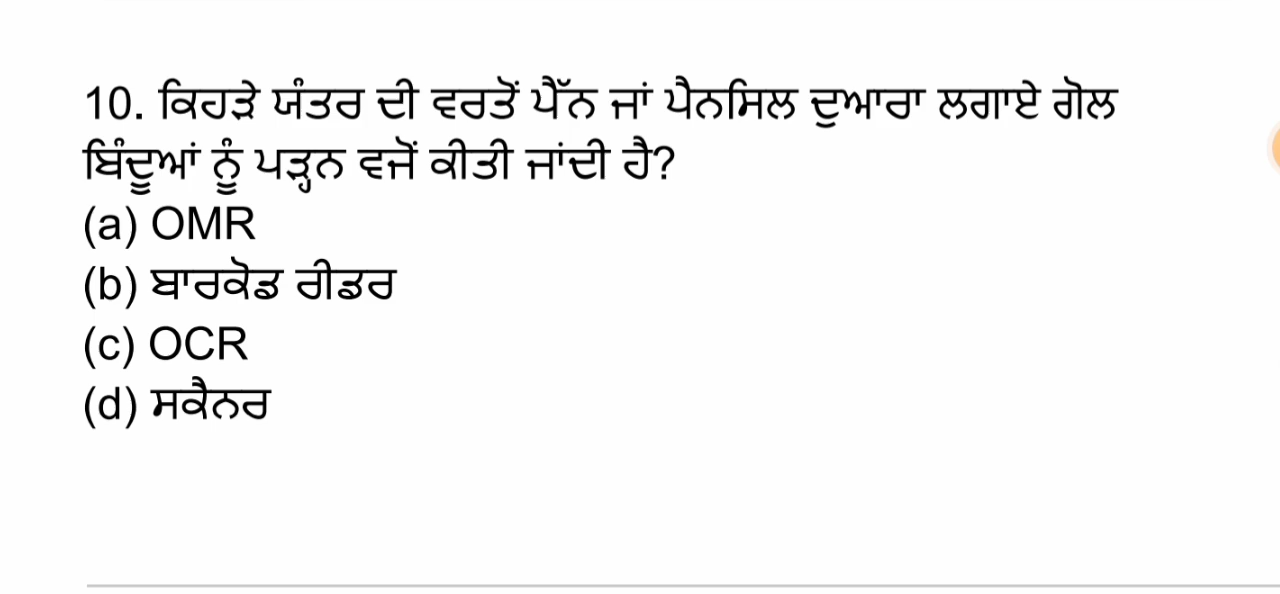 10. ਕਿਹੜੇ ਯੰਤਰ ਦੀ ਵਰਤੋਂ ਪੈੱਨ ਜਾਂ ਪੈਨਸਿਲ ਦੁਆਰਾ ਲਗਾਏ ਗੋਲ
ਬਿੰਦੂਆਂ ਨੂੰ ਪੜ੍ਹਨ ਵਜੋਂ ਕੀਤੀ ਜਾਂਦੀ ਹੈ?
(a) OMR
(b) ਬਾਰਕੋਡ ਰੀਡਰ
(c) OCR
(d) ਸਕੈਨਰ